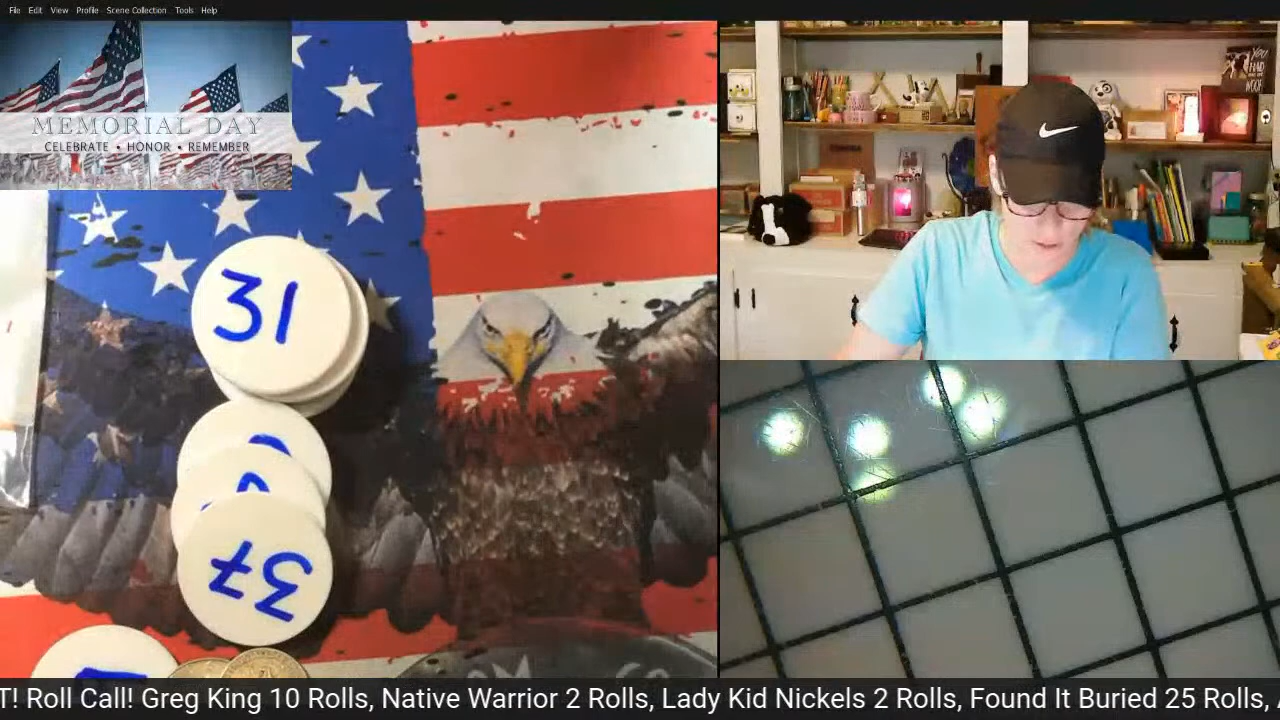 File Edit View Profile Scene Collection Tools Help
MEMORIAL DAY
CELEBRATE • HONOR • REMEMBER
31
37
T! Roll Call! Greg King 10 Rolls, Native Warrior 2 Rolls, Lady Kid Nickels 2 Rolls, Found It Buried 25 Rolls,